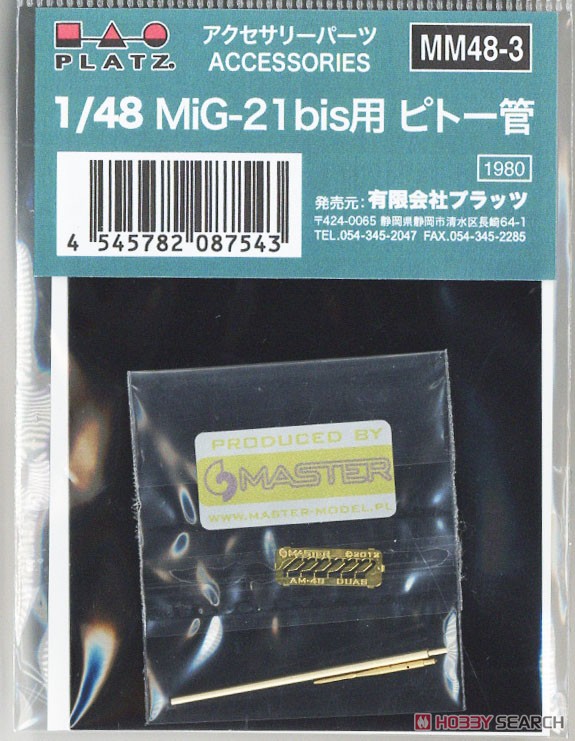 PLATZ.
アクセサリーパーツ
ACCESSORIES
MM48-3
1/48 MiG-21bis用 ピトー管
1980
4 545782 087543
発売元: 有限会社プラッツ
〒424-0065 静岡県静岡市清水区長崎64-1
TEL.054-345-2047 FAX.054-345-2285
PRODUCED BY
MASTER
WWW.MASTER-MODEL.PL
MASTER ©2012
AM-48 DUAS
HOBBY SEARCH